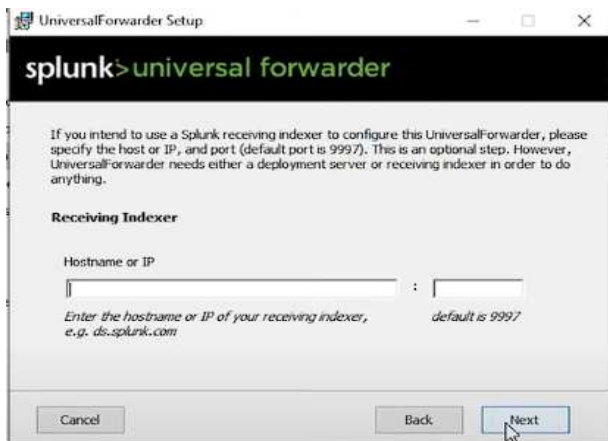 UniversalForwarder Setup
splunk>universal forwarder
If you intend to use a Splunk receiving indexer to configure this UniversalForwarder, please
specify the host or IP, and port (default port is 9997). This is an optional step. However,
UniversalForwarder needs either a deployment server or receiving indexer in order to do
anything.
Receiving Indexer
Hostname or IP
:
Enter the hostname or IP of your receiving indexer,
e.g. ds.splunk.com
default is 9997
Cancel
Back
Next